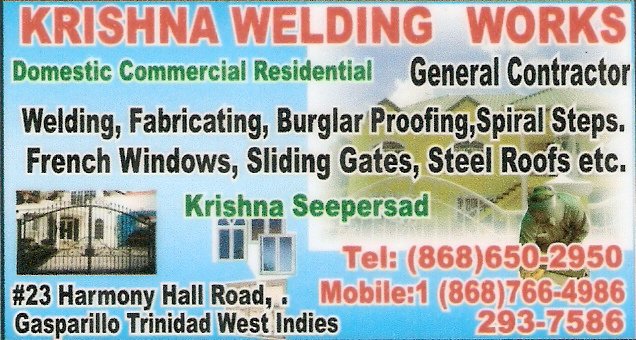 KRISHNA WELDING WORKS
Domestic Commercial Residential General Contractor
Welding, Fabricating, Burglar Proofing,Spiral Steps.
French Windows, Sliding Gates, Steel Roofs etc.
Krishna Seepersad
Tel: (868)650-2950
#23 Harmony Hall Road, . Mobile:1 (868)766-4986
Gasparillo Trinidad West Indies 293-7586